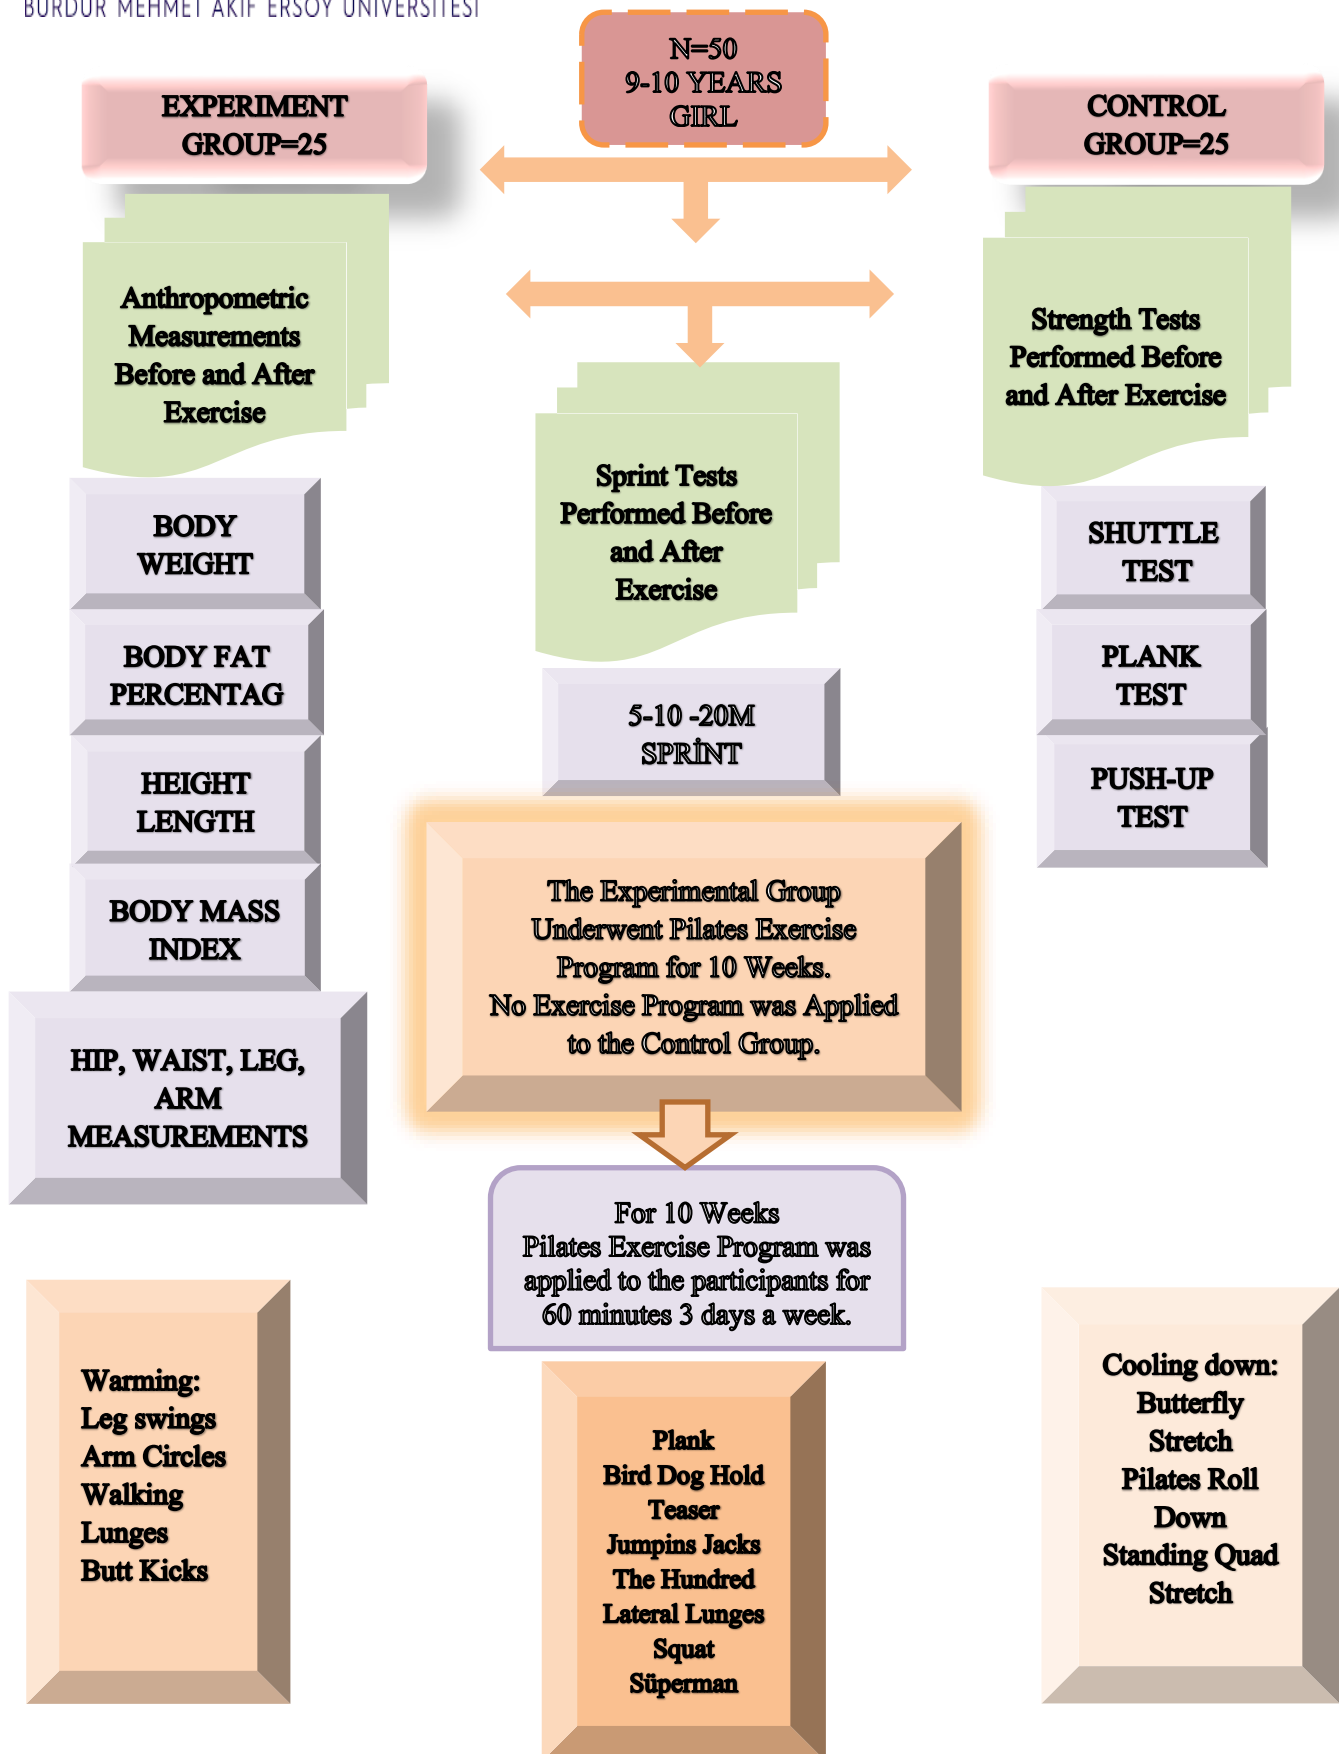 BURDUR MEHMET AKİF ERSOY ÜNİVERSİTESİ
N=50
9-10 YEARS
GIRL
EXPERIMENT
GROUP=25
CONTROL
GROUP=25
Anthropometric
Measurements
Before and After
Exercise
Strength Tests
Performed Before
and After Exercise
Sprint Tests
Performed Before
and After
Exercise
BODY
WEIGHT
BODY FAT
PERCENTAG
HEIGHT
LENGTH
BODY MASS
INDEX
HIP, WAIST, LEG,
ARM
MEASUREMENTS
5-10 -20M
SPRİNT
SHUTTLE
TEST
PLANK
TEST
PUSH-UP
TEST
The Experimental Group
Underwent Pilates Exercise
Program for 10 Weeks.
No Exercise Program was Applied
to the Control Group.
For 10 Weeks
Pilates Exercise Program was
applied to the participants for
60 minutes 3 days a week.
Warming:
Leg swings
Arm Circles
Walking
Lunges
Butt Kicks
Plank
Bird Dog Hold
Teaser
Jumpins Jacks
The Hundred
Lateral Lunges
Squat
Süperman
Cooling down:
Butterfly
Stretch
Pilates Roll
Down
Standing Quad
Stretch